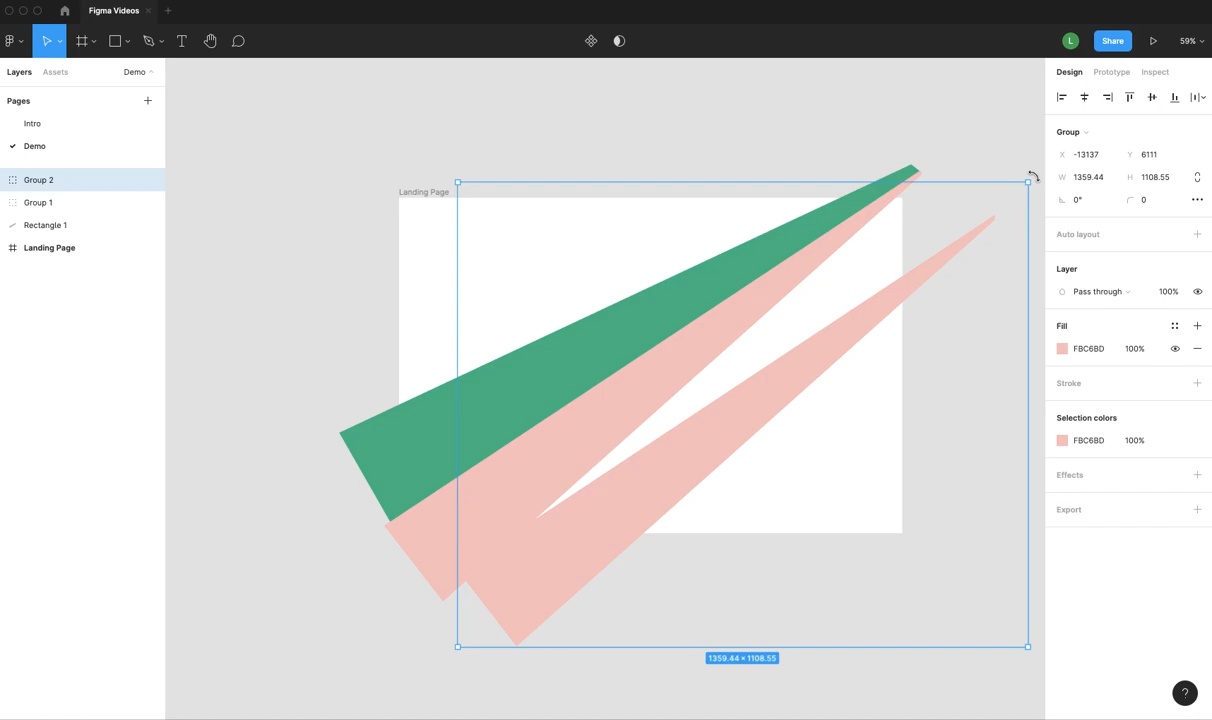 Figma Videos
L
Share
59%
Layers
Assets
Demo
Pages
Intro
Demo
Group 2
Group 1
Rectangle 1
Landing Page
Landing Page
1359.44 × 1108.55
Design
Prototype
Inspect
Group
X -13137 Y 6111
W 1359.44 H 1108.55
0° 0
Auto layout
Layer
Pass through 100%
Fill
FBC6BD 100%
Stroke
Selection colors
FBC6BD 100%
Effects
Export
?